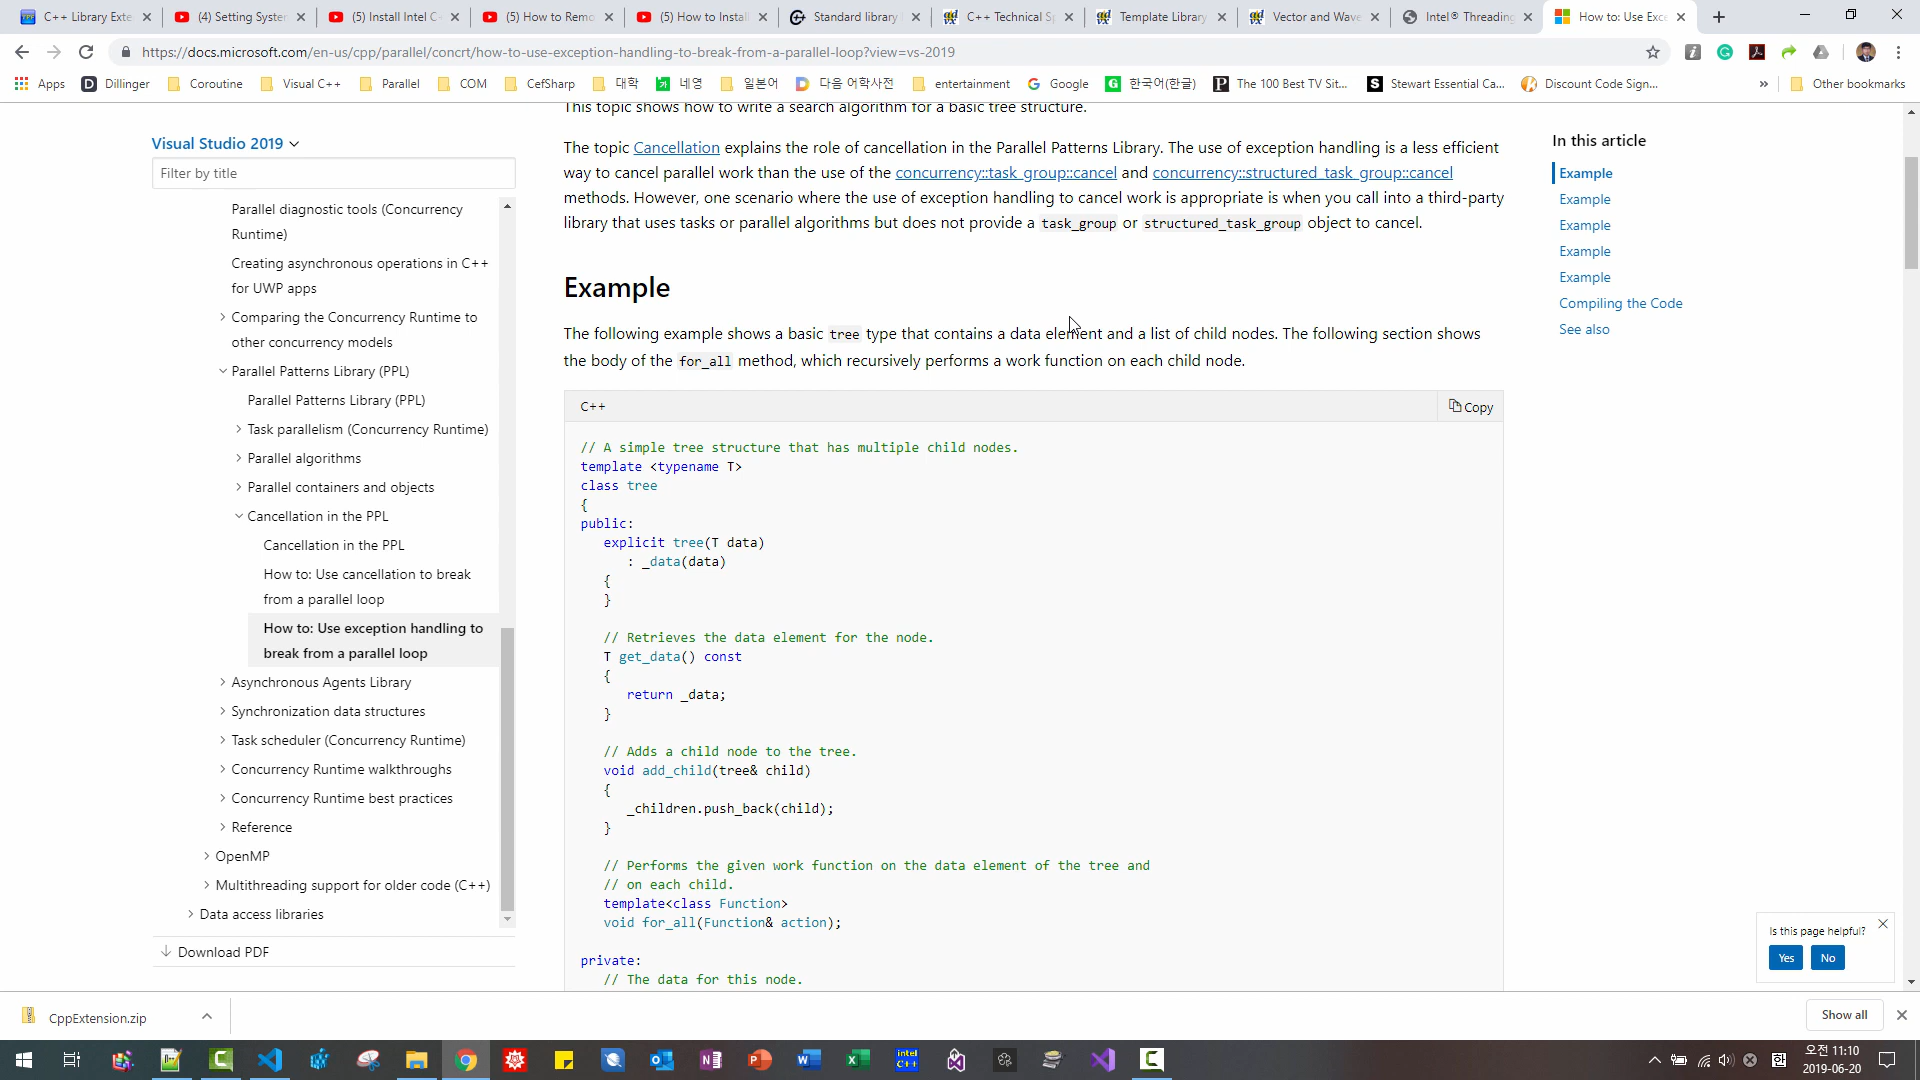 C++ Library Exte
(4) Setting System
(5) Install Intel C
(5) How to Remo
(5) How to Install
Standard library
C++ Technical Sp
Template Library
Vector and Wave
Intel® Threading
How to: Use Exce
https://docs.microsoft.com/en-us/cpp/parallel/concrt/how-to-use-exception-handling-to-break-from-a-parallel-loop?view=vs-2019
Apps
Dillinger
Coroutine
Visual C++
Parallel
COM
CefSharp
대학
네영
일본어
다음 어학사전
entertainment
Google
한국어(한글)
The 100 Best TV Sit...
Stewart Essential Ca...
Discount Code Sign...
»
Other bookmarks
Visual Studio 2019
Filter by title
Parallel diagnostic tools (Concurrency
Runtime)
Creating asynchronous operations in C++
for UWP apps
Comparing the Concurrency Runtime to
other concurrency models
Parallel Patterns Library (PPL)
Parallel Patterns Library (PPL)
Task parallelism (Concurrency Runtime)
Parallel algorithms
Parallel containers and objects
Cancellation in the PPL
Cancellation in the PPL
How to: Use cancellation to break
from a parallel loop
How to: Use exception handling to
break from a parallel loop
Asynchronous Agents Library
Synchronization data structures
Task scheduler (Concurrency Runtime)
Concurrency Runtime walkthroughs
Concurrency Runtime best practices
Reference
OpenMP
Multithreading support for older code (C++)
Data access libraries
Download PDF
This topic shows how to write a search algorithm for a basic tree structure.
The topic Cancellation explains the role of cancellation in the Parallel Patterns Library. The use of exception handling is a less efficient
way to cancel parallel work than the use of the concurrency::task_group::cancel and concurrency::structured_task_group::cancel
methods. However, one scenario where the use of exception handling to cancel work is appropriate is when you call into a third-party
library that uses tasks or parallel algorithms but does not provide a task_group or structured_task_group object to cancel.
Example
The following example shows a basic tree type that contains a data element and a list of child nodes. The following section shows
the body of the for_all method, which recursively performs a work function on each child node.
C++
Copy
// A simple tree structure that has multiple child nodes.
template <typename T>
class tree
{
public:
explicit tree(T data)
: _data(data)
{
}
// Retrieves the data element for the node.
T get_data() const
{
return _data;
}
// Adds a child node to the tree.
void add_child(tree& child)
{
_children.push_back(child);
}
// Performs the given work function on the data element of the tree and
// on each child.
template<class Function>
void for_all(Function& action);
private:
// The data for this node.
In this article
Example
Example
Example
Example
Example
Compiling the Code
See also
Is this page helpful?
Yes
No
CppExtension.zip
Show all
intel
C++
한
오전 11:10
2019-06-20